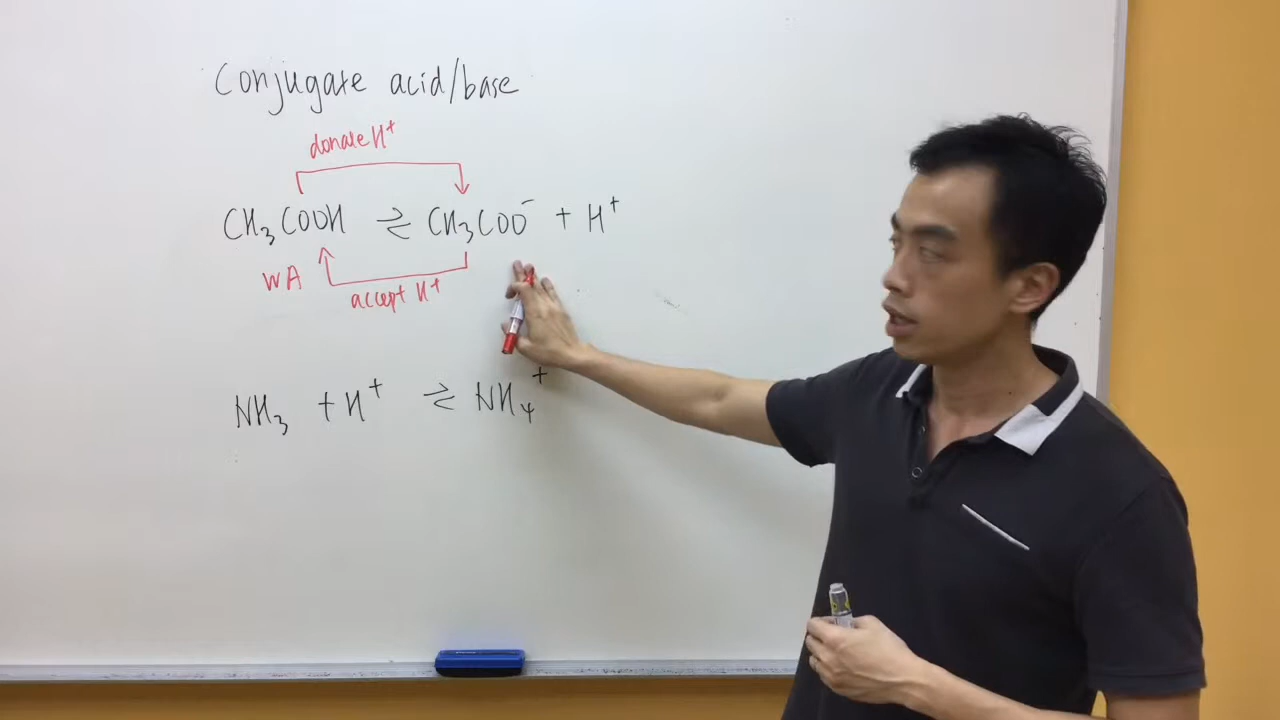 Conjugate acid/base
donate H⁺
CH₃COOH ⇌ CH₃COO⁻ + H⁺
WA
accept H⁺
NH₃ + H⁺ ⇌ NH₄⁺